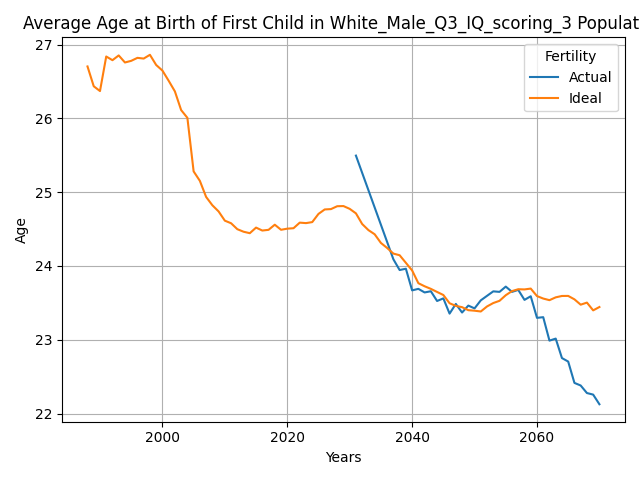 Average Age at Birth of First Child in White_Male_Q3_IQ_scoring_3 Populat
Fertility
Actual
Ideal
27
26
25
24
23
22
Age
2000 2020 2040 2060
Years